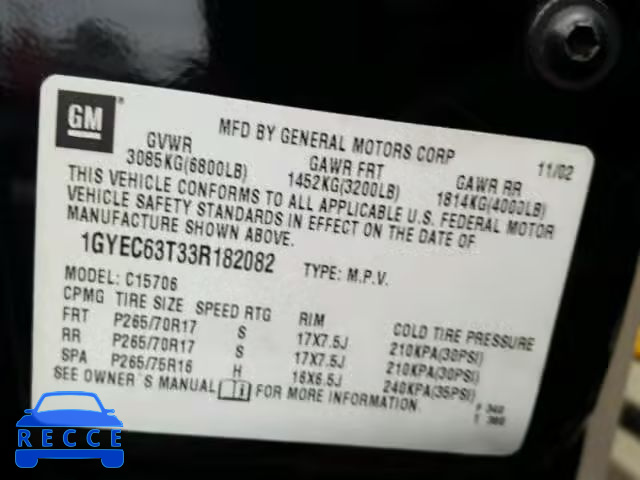 GM
MFD BY GENERAL MOTORS CORP
11/02
GVWR
GAWR FRT
GAWR RR
3085KG(6800LB)
1452KG(3200LB)
1814KG(4000LB)
THIS VEHICLE CONFORMS TO ALL APPLICABLE U.S. FEDERAL MOTOR
VEHICLE SAFETY STANDARDS IN EFFECT ON THE DATE OF
MANUFACTURE SHOWN ABOVE.
1GYEC63T33R182082
TYPE: M.P.V.
MODEL: C15706
CPMG TIRE SIZE SPEED RTG RIM COLD TIRE PRESSURE
FRT P265/70R17 S 17X7.5J 210KPA(30PSI)
RR P265/70R17 S 17X7.5J 210KPA(30PSI)
SPA P265/75R16 H 16X6.5J 240KPA(35PSI)
SEE OWNER'S MANUAL FOR MORE INFORMATION.
RECCE